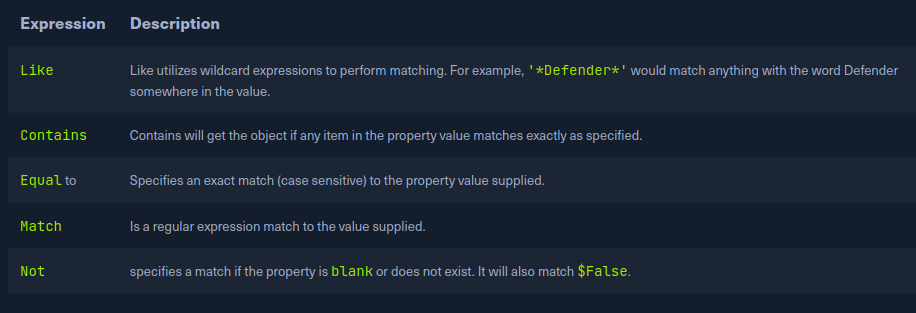 Expression Description
Like Like utilizes wildcard expressions to perform matching. For example, '*Defender*' would match anything with the word Defender
somewhere in the value.
Contains Contains will get the object if any item in the property value matches exactly as specified.
Equal to Specifies an exact match (case sensitive) to the property value supplied.
Match Is a regular expression match to the value supplied.
Not specifies a match if the property is blank or does not exist. It will also match $False.